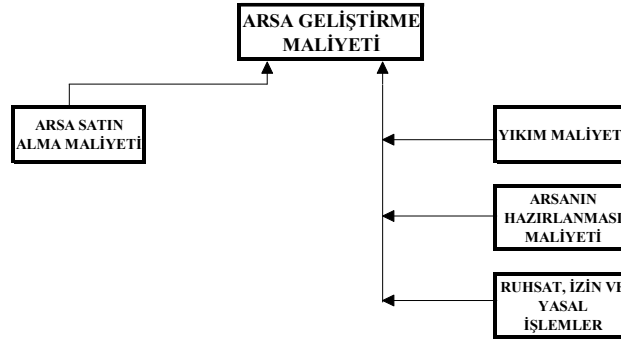 ARSA GELİŞTİRME
MALİYETİ
ARSA SATIN
ALMA MALİYETİ
YIKIM MALİYET
ARSANIN
HAZIRLANMASI
MALİYETİ
RUHSAT, İZİN VE
YASAL
İŞLEMLER